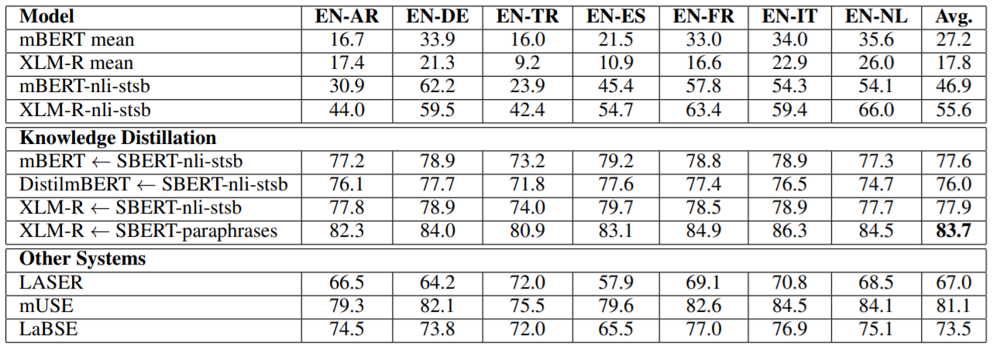 Model EN-AR EN-DE EN-TR EN-ES EN-FR EN-IT EN-NL Avg.
mBERT mean 16.7 33.9 16.0 21.5 33.0 34.0 35.6 27.2
XLM-R mean 17.4 21.3 9.2 10.9 16.6 22.9 26.0 17.8
mBERT-nli-stsb 30.9 62.2 23.9 45.4 57.8 54.3 54.1 46.9
XLM-R-nli-stsb 44.0 59.5 42.4 54.7 63.4 59.4 66.0 55.6
Knowledge Distillation
mBERT ← SBERT-nli-stsb 77.2 78.9 73.2 79.2 78.8 78.9 77.3 77.6
DistilmBERT ← SBERT-nli-stsb 76.1 77.7 71.8 77.6 77.4 76.5 74.7 76.0
XLM-R ← SBERT-nli-stsb 77.8 78.9 74.0 79.7 78.5 78.9 77.7 77.9
XLM-R ← SBERT-paraphrases 82.3 84.0 80.9 83.1 84.9 86.3 84.5 83.7
Other Systems
LASER 66.5 64.2 72.0 57.9 69.1 70.8 68.5 67.0
mUSE 79.3 82.1 75.5 79.6 82.6 84.5 84.1 81.1
LaBSE 74.5 73.8 72.0 65.5 77.0 76.9 75.1 73.5